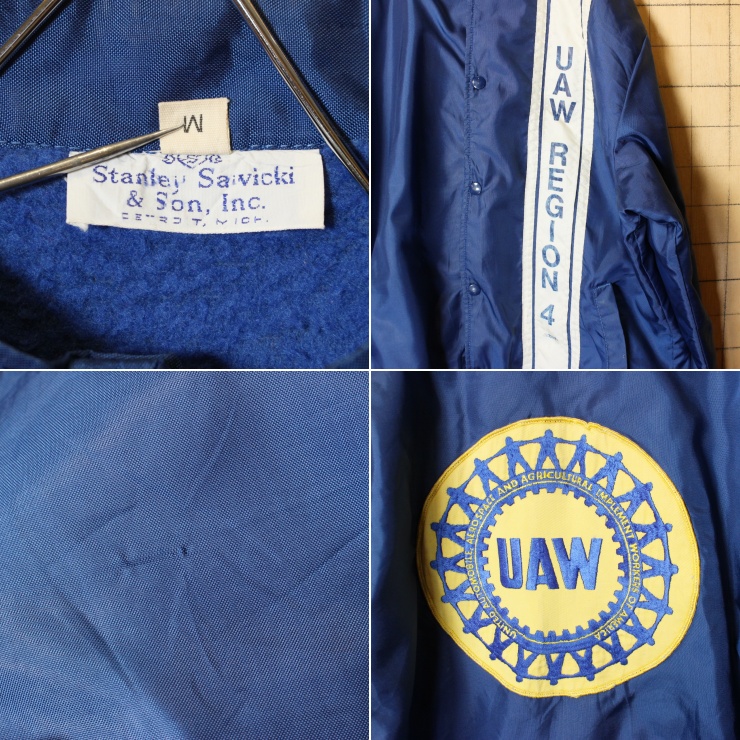 M
Stanley Sawicki
& Son, Inc.
DETROIT, MICH.
UAW REGION 4
UNITED AUTOMOBILE, AEROSPACE AND AGRICULTURAL IMPLEMENT WORKERS OF AMERICA
UAW